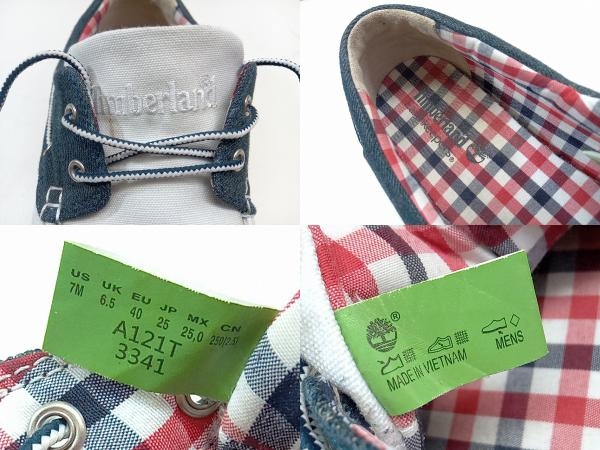 Timberland
Timberland
US UK EU JP MX CN
7M 6.5 40 25 25,0 250(2.5)
A121T
3341
®
MADE IN VIETNAM
MENS